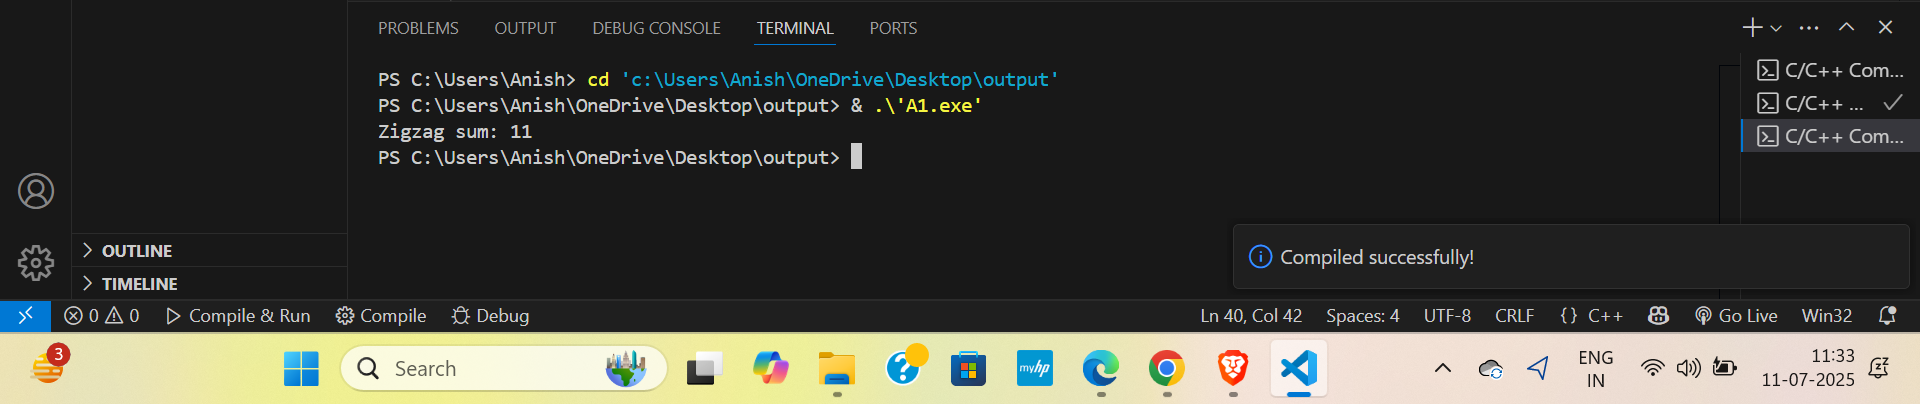 PROBLEMS OUTPUT DEBUG CONSOLE TERMINAL PORTS
PS C:\Users\Anish> cd 'c:\Users\Anish\OneDrive\Desktop\output'
PS C:\Users\Anish\OneDrive\Desktop\output> & .\'A1.exe'
Zigzag sum: 11
PS C:\Users\Anish\OneDrive\Desktop\output>
C/C++ Com...
C/C++ ...
C/C++ Com...
OUTLINE
TIMELINE
Compiled successfully!
0 0 Compile & Run Compile Debug Ln 40, Col 42 Spaces: 4 UTF-8 CRLF {} C++ Go Live Win32
3
Search
myhp
ENG
IN
11:33
11-07-2025